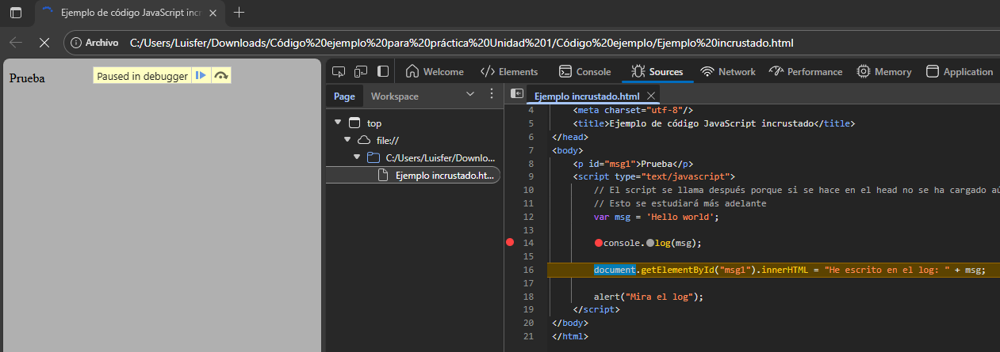 Ejemplo de código JavaScript incr
Archivo C:/Users/Luisfer/Downloads/Código%20ejemplo%20para%20práctica%20Unidad%201/Código%20ejemplo/Ejemplo%20incrustado.html
Prueba
Paused in debugger
Welcome Elements Console Sources Network Performance Memory Application
Page Workspace
top
file://
C:/Users/Luisfer/Downlo...
Ejemplo incrustado.ht...
Ejemplo incrustado.html
4 <meta charset="utf-8"/>
5 <title>Ejemplo de código JavaScript incrustado</title>
6 </head>
7 <body>
8 <p id="msg1">Prueba</p>
9 <script type="text/javascript">
10 // El script se llama después porque si se hace en el head no se ha cargado aú
11 // Esto se estudiará más adelante
12 var msg = 'Hello world';
13
14 console.log(msg);
15
16 document.getElementById("msg1").innerHTML = "He escrito en el log: " + msg;
17
18 alert("Mira el log");
19 </script>
20 </body>
21 </html>